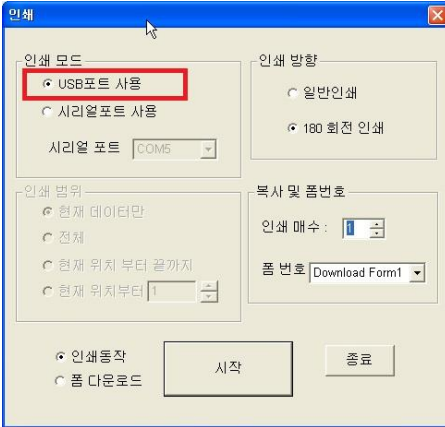 인쇄
인쇄 모드
USB포트 사용
시리얼포트 사용
시리얼 포트 COM5
인쇄 방향
일반인쇄
180 회전 인쇄
인쇄 범위
현재 데이터만
전체
현재 위치 부터 끝까지
현재 위치부터 1
복사 및 폼번호
인쇄 매수 : 1
폼 번호 Download Form1
인쇄동작
폼 다운로드
시작
종료